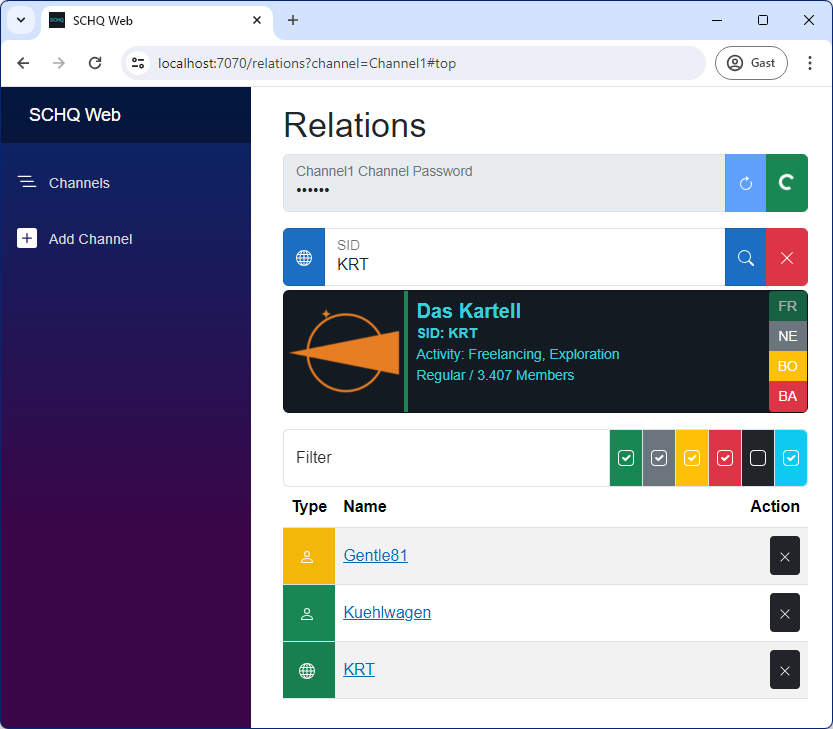 SCHQ SCHQ Web
localhost:7070/relations?channel=Channel1#top
Gast
SCHQ Web
Channels
Add Channel
Relations
Channel1 Channel Password
••••••
SID
KRT
Das Kartell
SID: KRT
Activity: Freelancing, Exploration
Regular / 3.407 Members
FR
NE
BO
BA
Filter
Type Name Action
Gentle81
Kuehlwagen
KRT